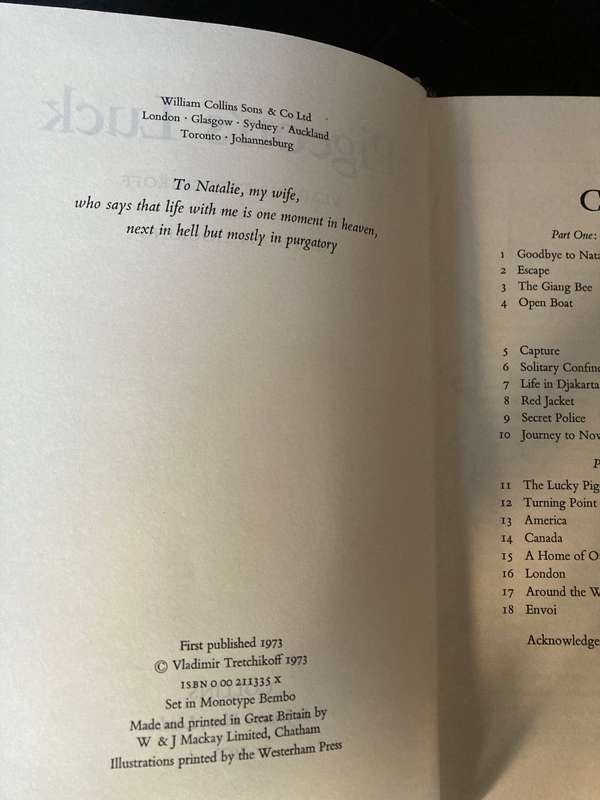 William Collins Sons & Co Ltd
London · Glasgow · Sydney · Auckland
Toronto · Johannesburg
To Natalie, my wife,
who says that life with me is one moment in heaven,
next in hell but mostly in purgatory
First published 1973
© Vladimir Tretchikoff 1973
ISBN 0 00 211335 X
Set in Monotype Bembo
Made and printed in Great Britain by
W & J Mackay Limited, Chatham
Illustrations printed by the Westerham Press
Part One:
1 Goodbye to
2 Escape
3 The Giang Bee
4 Open Boat
5 Capture
6 Solitary
7 Life in Djakarta
8 Red Jacket
9 Secret Police
10 Journey to
11 The Lucky
12 Turning Point
13 America
14 Canada
15 A Home of
16 London
17 Around the
18 Envoi